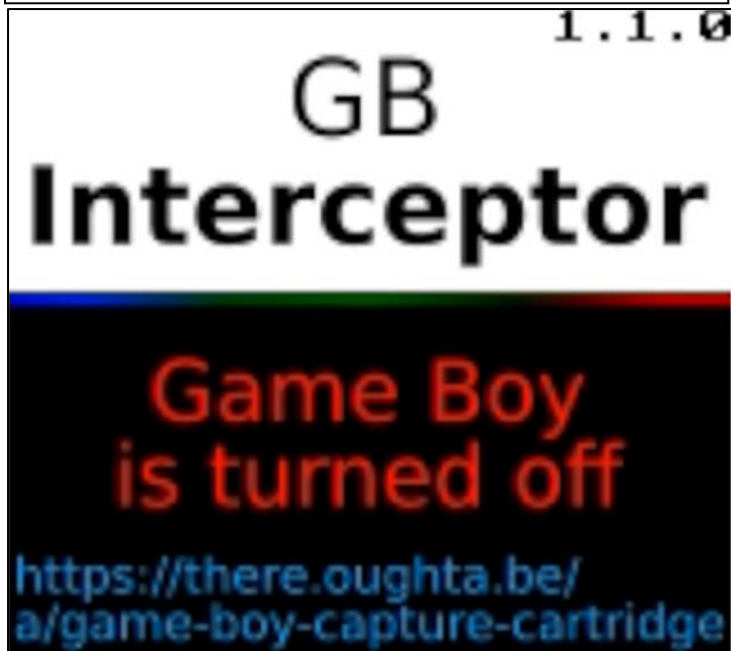 1.1.0
GB
Interceptor
Game Boy
is turned off
https://there.oughta.be/
a/game-boy-capture-cartridge